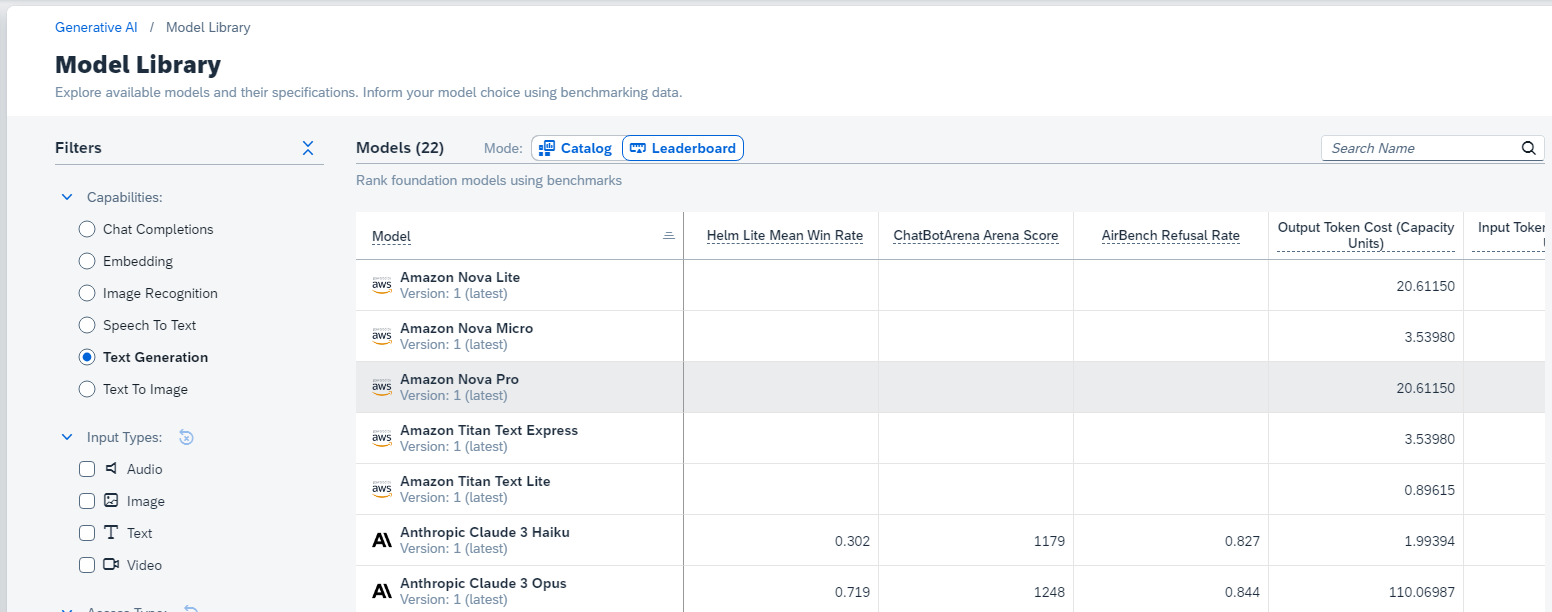 Generative AI / Model Library
Model Library
Explore available models and their specifications. Inform your model choice using benchmarking data.
Filters
Capabilities:
Chat Completions
Embedding
Image Recognition
Speech To Text
Text Generation
Text To Image
Input Types:
Audio
Image
Text
Video
Access Type:
Models (22) Mode: Catalog Leaderboard Search Name
Rank foundation models using benchmarks
Model Helm Lite Mean Win Rate ChatBotArena Arena Score AirBench Refusal Rate Output Token Cost (Capacity Units) Input Token
aws Amazon Nova Lite 20.61150
Version: 1 (latest)
aws Amazon Nova Micro 3.53980
Version: 1 (latest)
aws Amazon Nova Pro 20.61150
Version: 1 (latest)
aws Amazon Titan Text Express 3.53980
Version: 1 (latest)
aws Amazon Titan Text Lite 0.89615
Version: 1 (latest)
Anthropic Claude 3 Haiku 0.302 1179 0.827 1.99394
Version: 1 (latest)
Anthropic Claude 3 Opus 0.719 1248 0.844 110.06987
Version: 1 (latest)